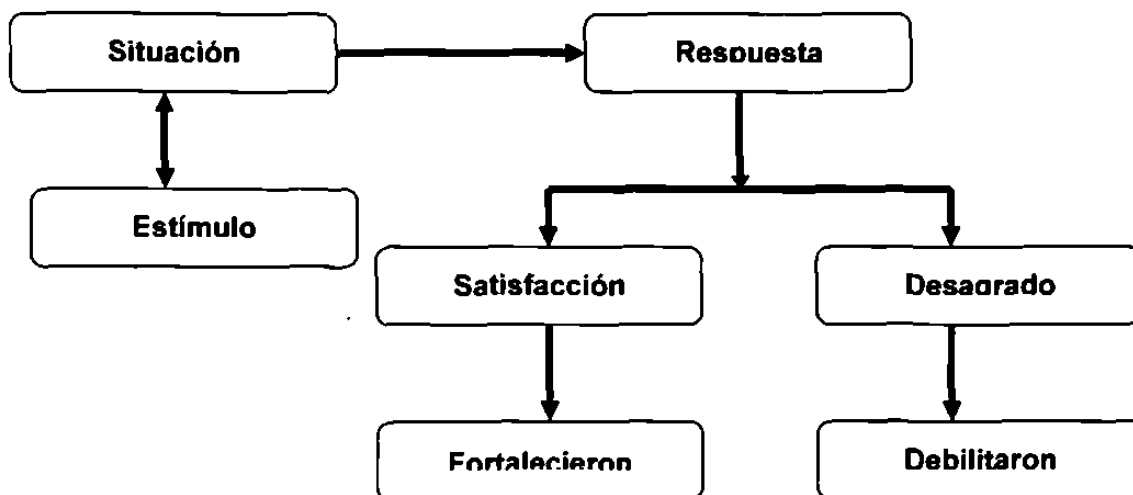 Situación
Respuesta
Estímulo
Satisfacción
Desagrado
Fortalecieron
Debilitaron